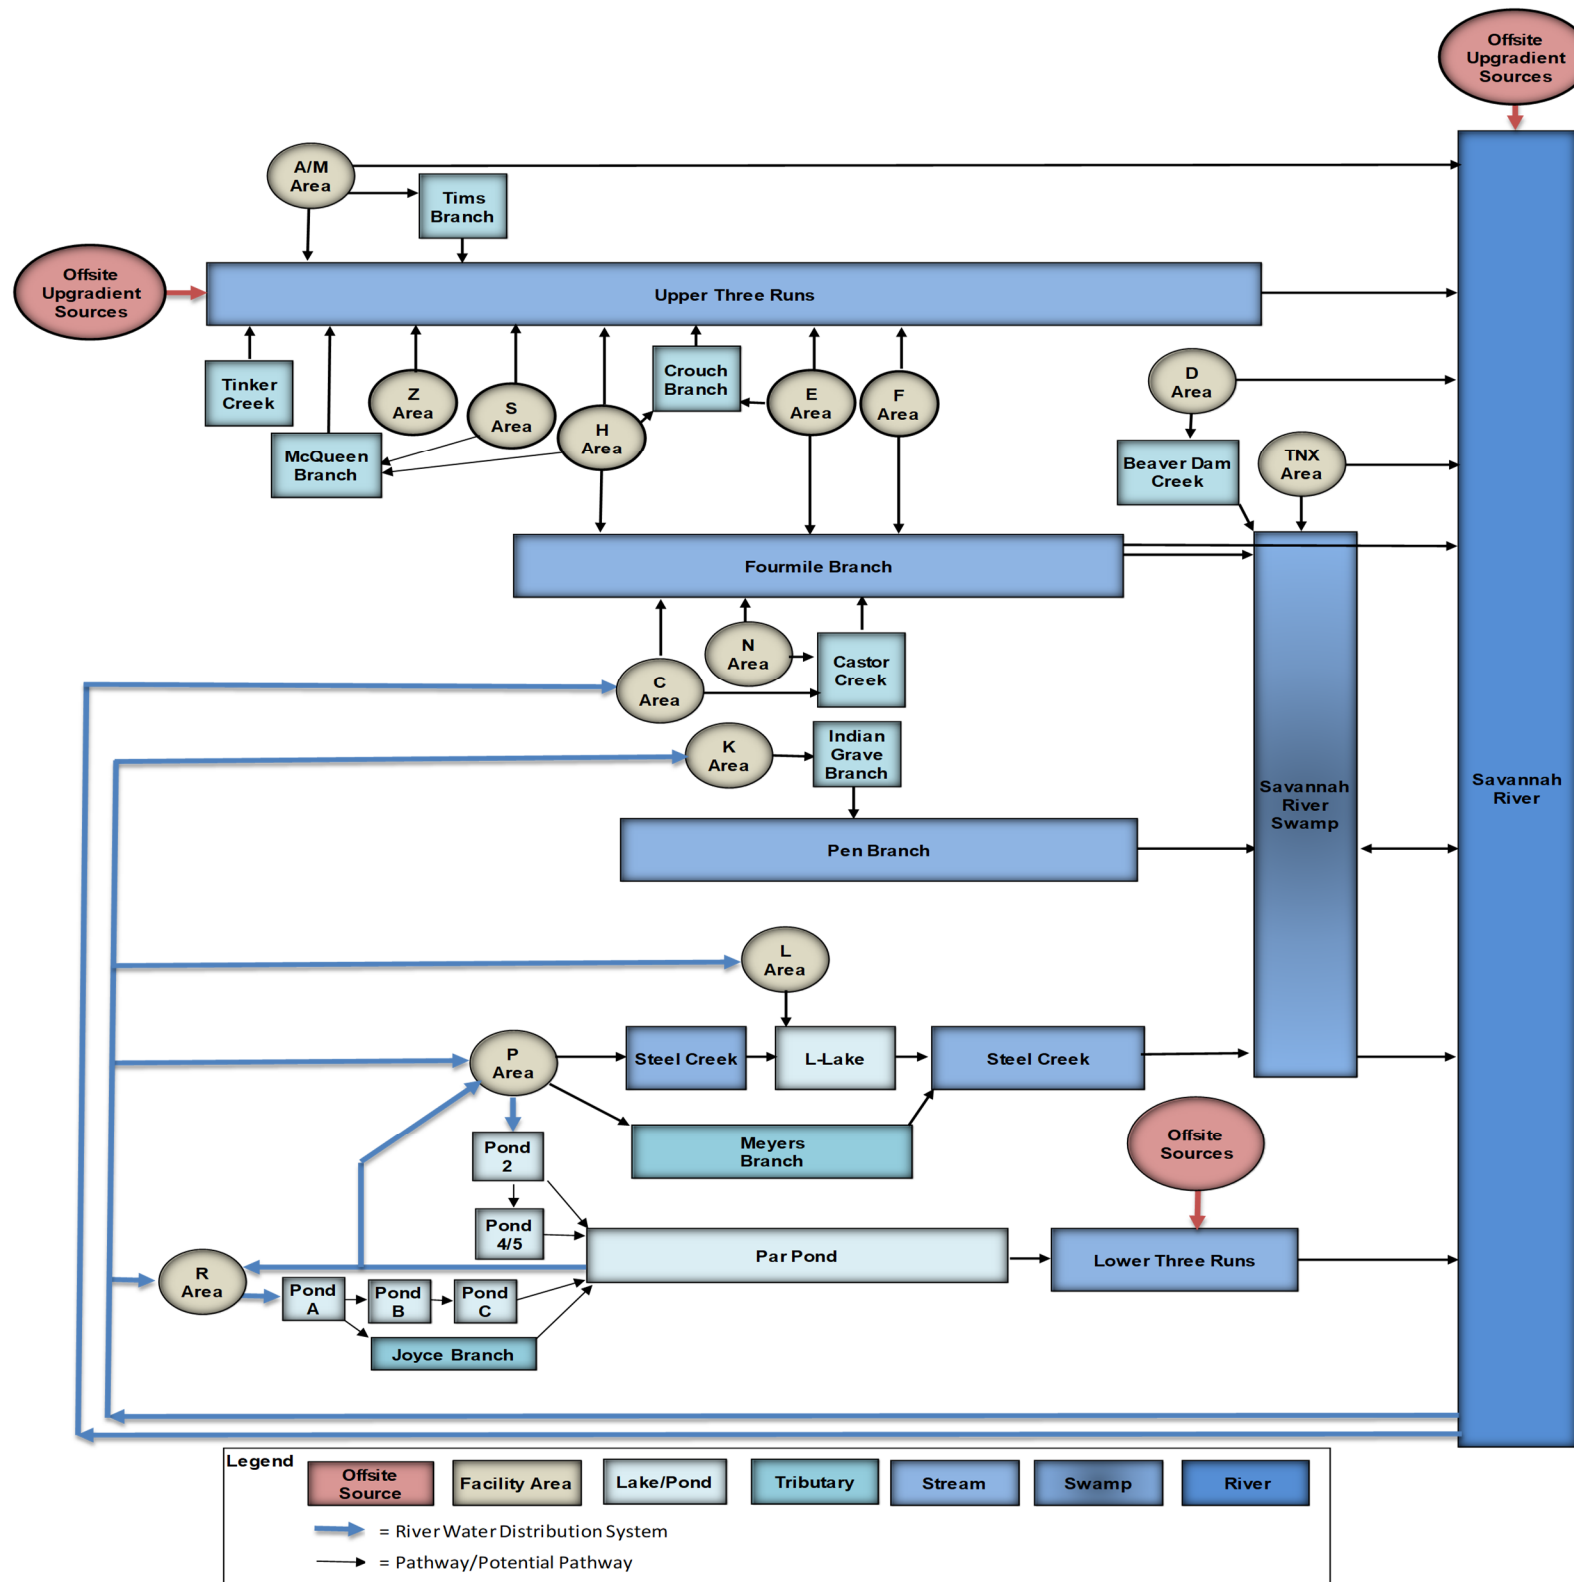 Offsite
Upgradient
Sources
A/M
Area
Tims
Branch
Offsite
Upgradient
Sources
Upper Three Runs
Tinker
Creek
Z
Area
S
Area
H
Area
Crouch
Branch
E
Area
F
Area
D
Area
McQueen
Branch
Beaver Dam
Creek
TNX
Area
Fourmile Branch
N
Area
C
Area
Castor
Creek
K
Area
Indian
Grave
Branch
Savannah
River
Swamp
Savannah
River
Pen Branch
L
Area
P
Area
Steel Creek
L-Lake
Steel Creek
Meyers
Branch
Offsite
Sources
Pond
2
Pond
4/5
Par Pond
Lower Three Runs
R
Area
Pond
A
Pond
B
Pond
C
Joyce Branch
Legend
Offsite
Source
Facility Area
Lake/Pond
Tributary
Stream
Swamp
River
= River Water Distribution System
= Pathway/Potential Pathway